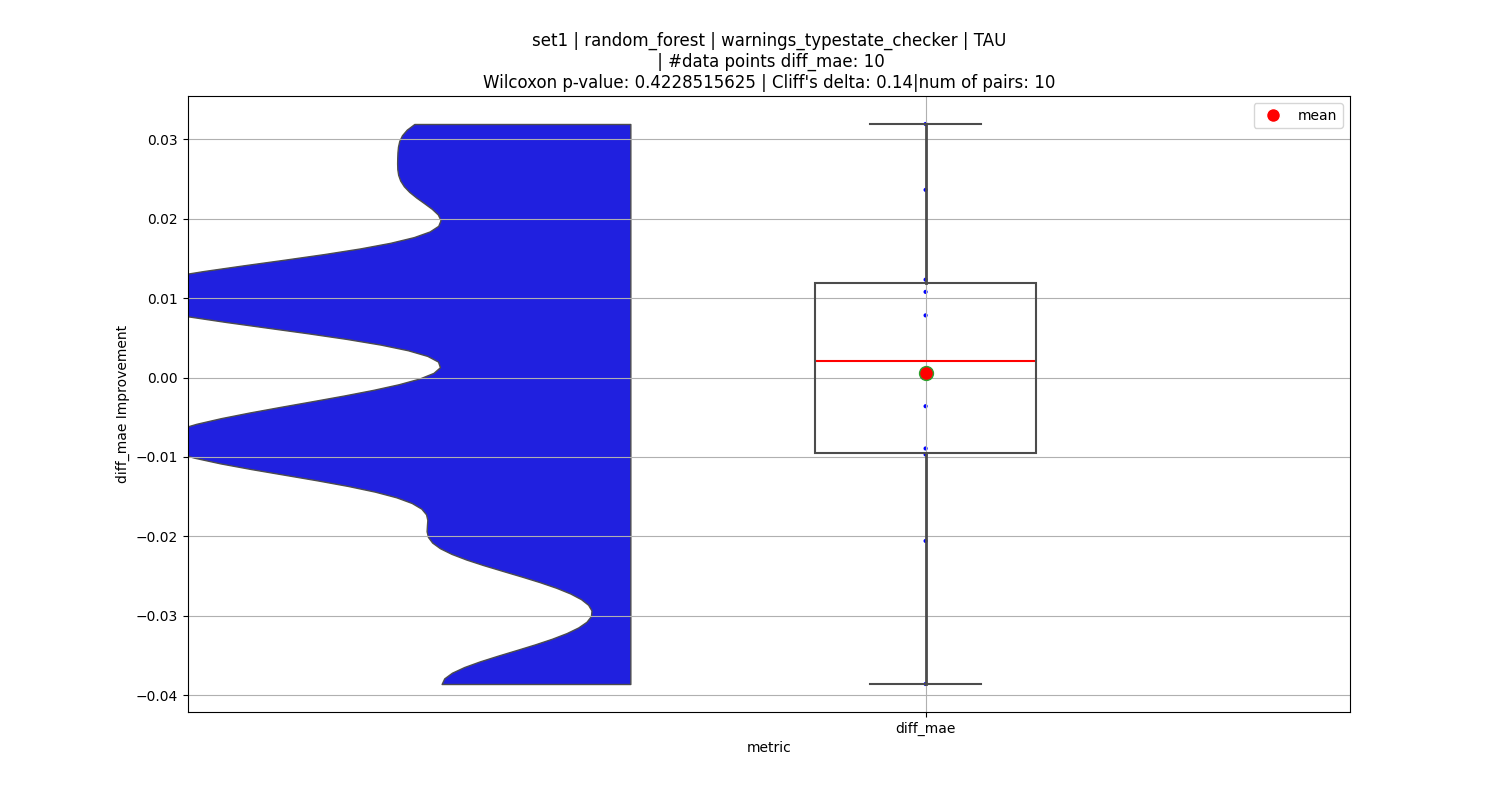 set1 | random_forest | warnings_typestate_checker | TAU
| #data points diff_mae: 10
Wilcoxon p-value: 0.4228515625 | Cliff's delta: 0.14|num of pairs: 10
mean
0.03
0.02
0.01
0.00
−0.01
−0.02
−0.03
−0.04
diff_mae Improvement
diff_mae
metric